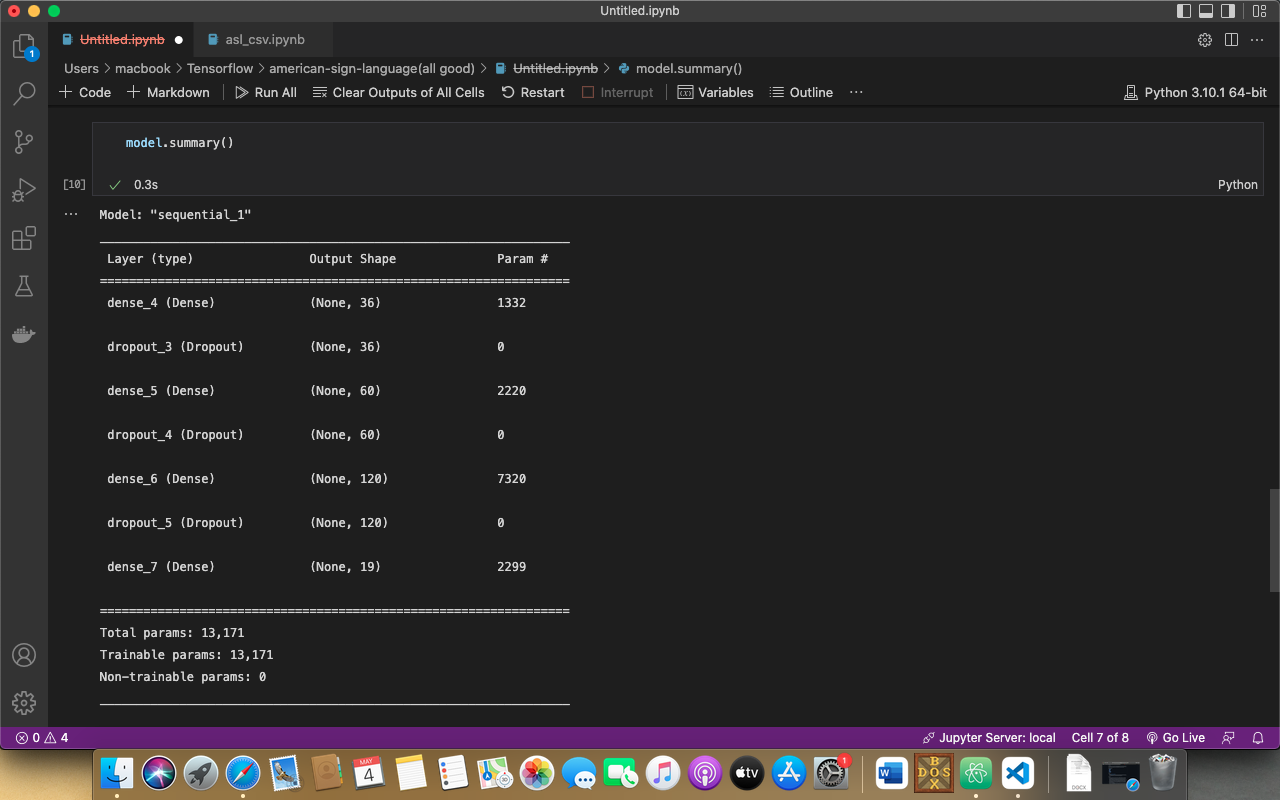 Untitled.ipynb
Untitled.ipynb asl_csv.ipynb
1
Users > macbook > Tensorflow > american-sign-language(all good) > Untitled.ipynb > model.summary()
+ Code + Markdown Run All Clear Outputs of All Cells Restart Interrupt Variables Outline ... Python 3.10.1 64-bit
model.summary()
[10] 0.3s Python
... Model: "sequential_1"
Layer (type) Output Shape Param #
=================================================================
dense_4 (Dense) (None, 36) 1332
dropout_3 (Dropout) (None, 36) 0
dense_5 (Dense) (None, 60) 2220
dropout_4 (Dropout) (None, 60) 0
dense_6 (Dense) (None, 120) 7320
dropout_5 (Dropout) (None, 120) 0
dense_7 (Dense) (None, 19) 2299
=================================================================
Total params: 13,171
Trainable params: 13,171
Non-trainable params: 0
0 4 Jupyter Server: local Cell 7 of 8 Go Live
MAY
4
3D
tv
1
W
BOX
DOS
DOCX